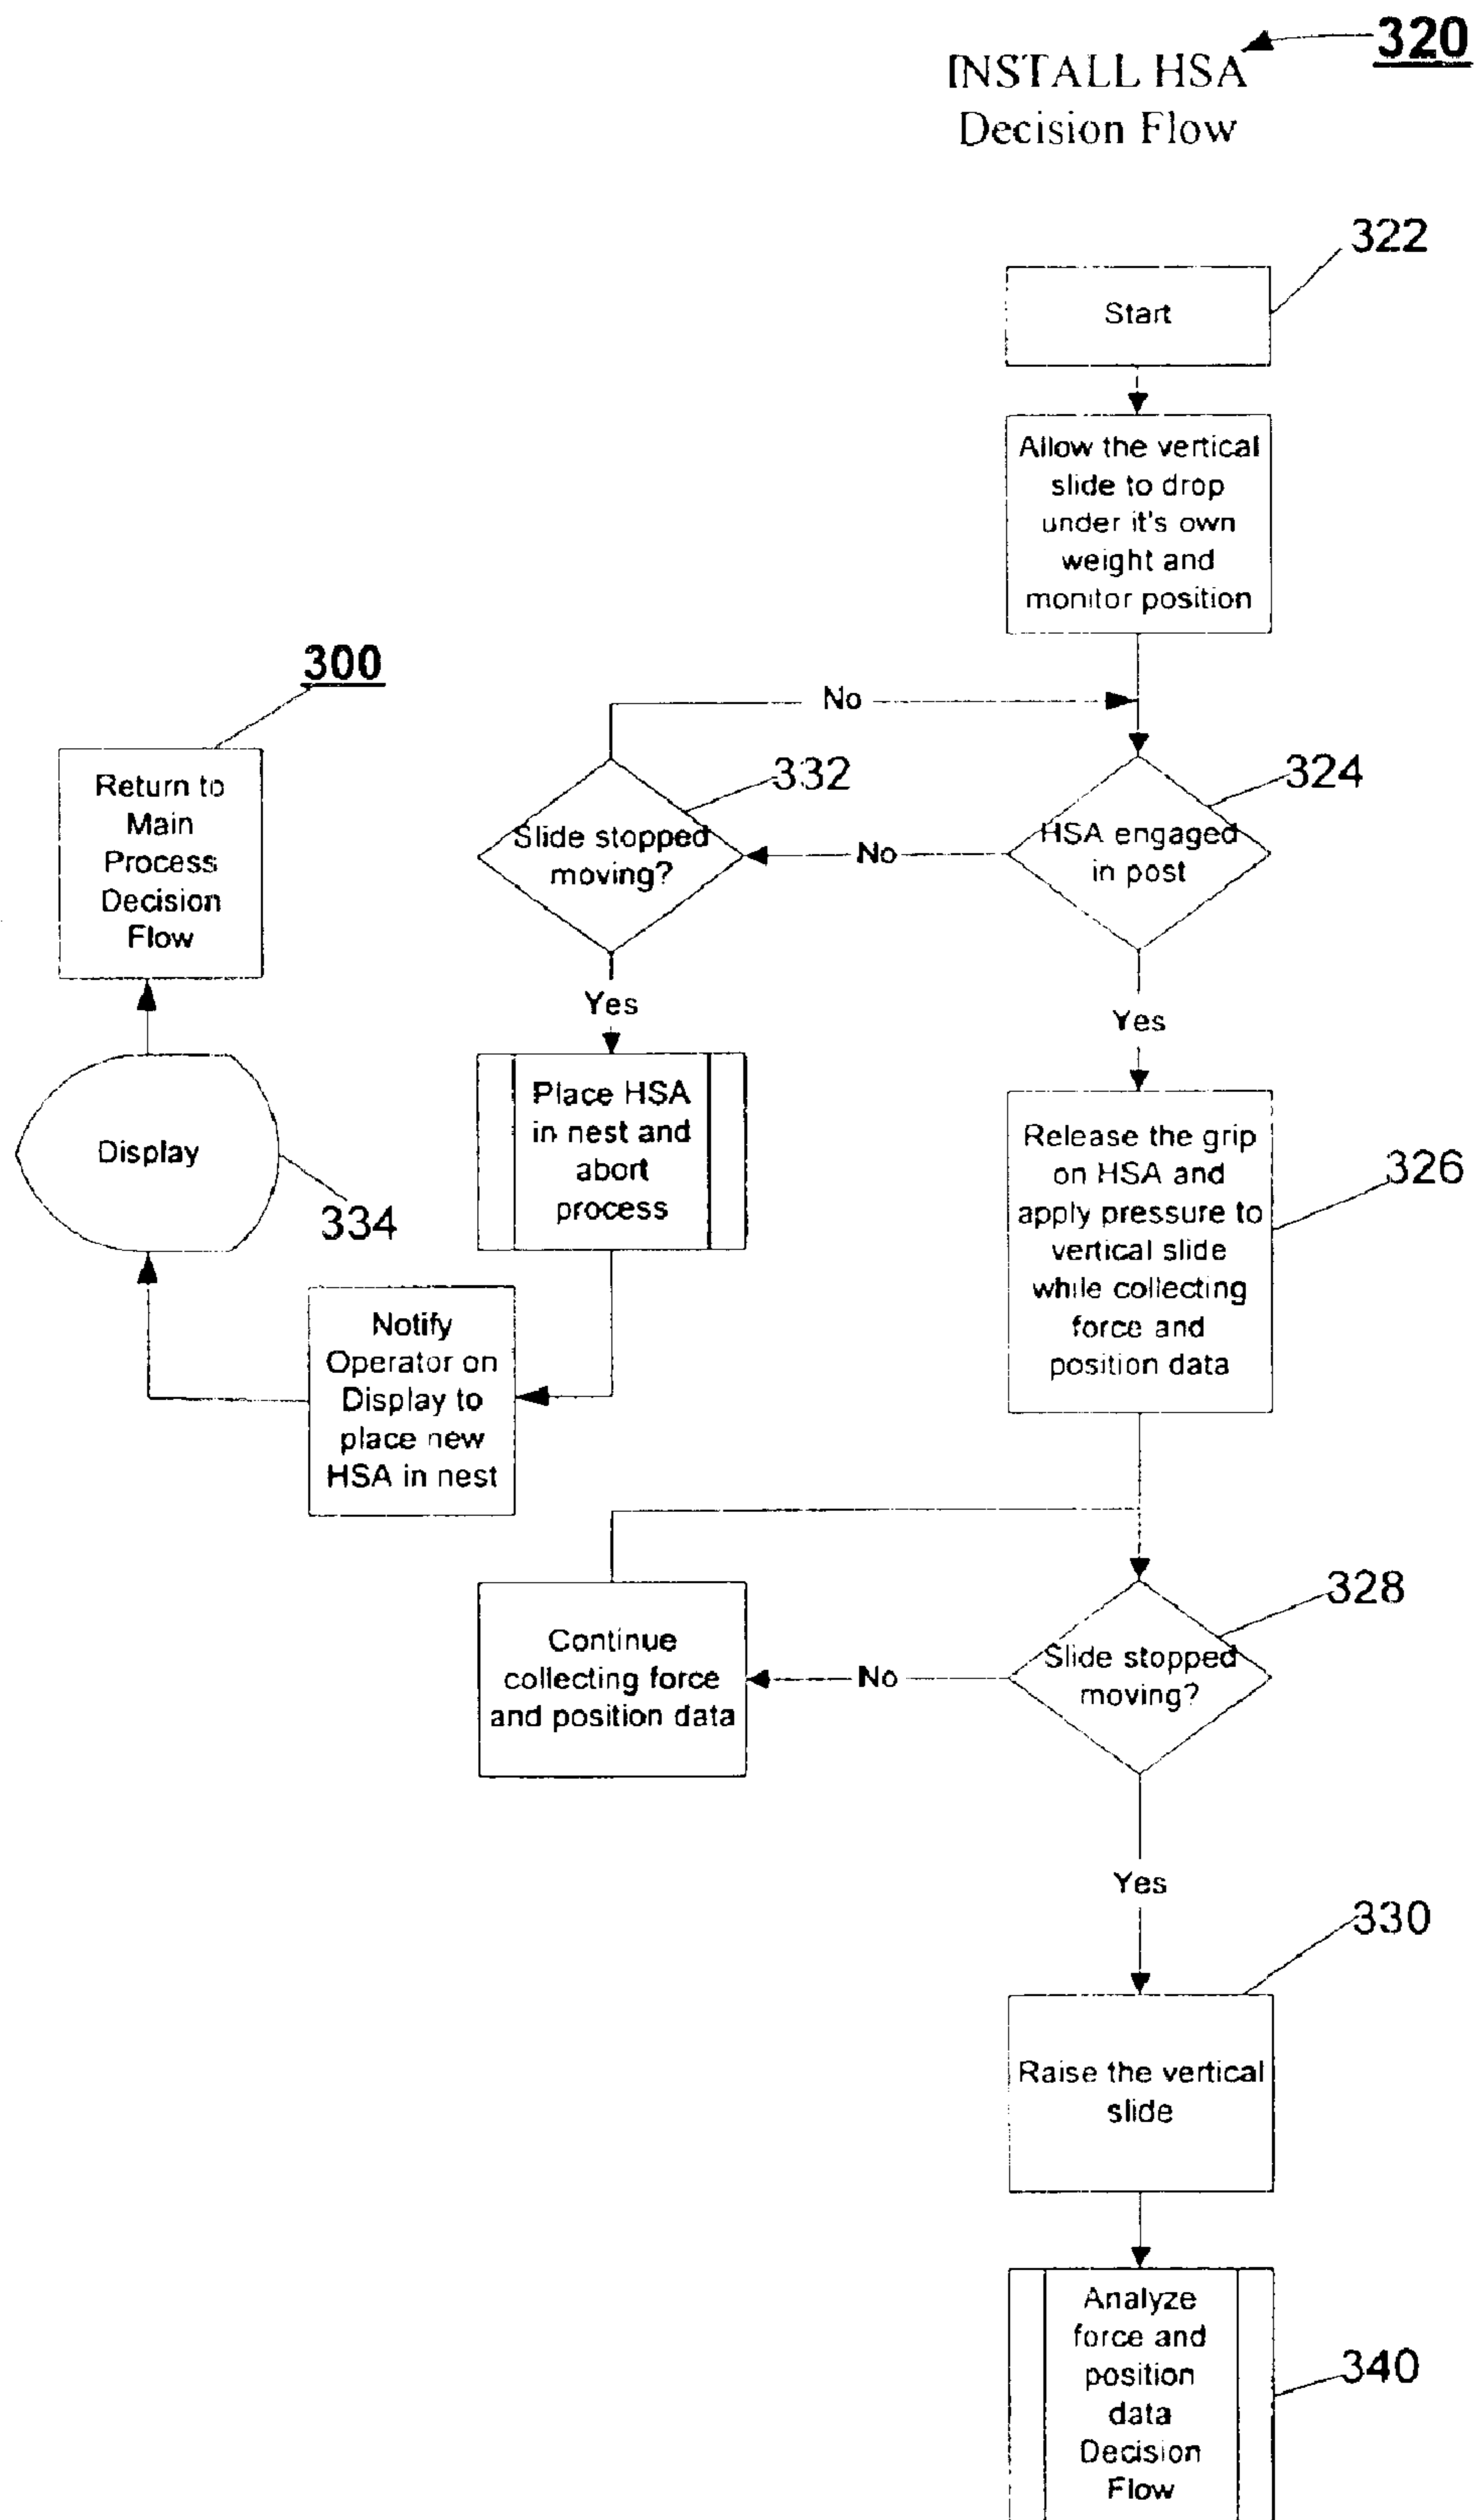 320
INSTALL HSA
Decision Flow
322
Start
Allow the vertical
slide to drop
under it's own
weight and
monitor position
300
No
Return to
Main
Process
Decision
Flow
332
324
Slide stopped
moving?
No
HSA engaged
in post
Yes
Yes
Place HSA
in nest and
abort
process
Display
334
Release the grip
on HSA and
apply pressure to
vertical slide
while collecting
force and
position data
326
Notify
Operator on
Display to
place new
HSA in nest
328
Continue
collecting force
and position data
No
Slide stopped
moving?
Yes
330
Raise the vertical
slide
Analyze
force and
position
data
Decision
Flow
340